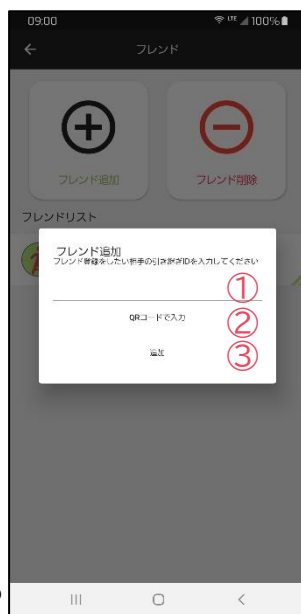 09:00 LTE 100%
← フレンド
フレンド追加 フレンド削除
フレンドリスト
フレンド追加
フレンド登録をしたい相手の引き継ぎIDを入力してください
①
QRコードで入力 ②
追加 ③